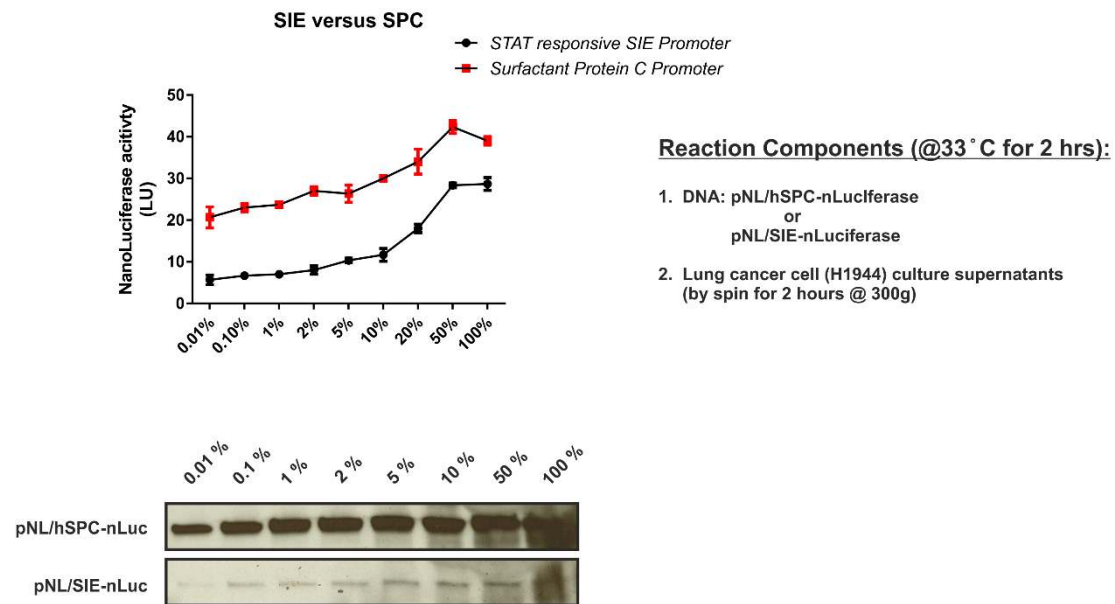 SIE versus SPC
STAT responsive SIE Promoter
Surfactant Protein C Promoter
NanoLuciferase acitivty
(LU)
50
40
30
20
10
0
0.01%
0.10%
1%
2%
5%
10%
20%
50%
100%
Reaction Components (@33˚C for 2 hrs):
1. DNA: pNL/hSPC-nLuclferase
or
pNL/SIE-nLuciferase
2. Lung cancer cell (H1944) culture supernatants
(by spin for 2 hours @ 300g)
0.01 %
0.1 %
1 %
2 %
5 %
10 %
50 %
100 %
pNL/hSPC-nLuc
pNL/SIE-nLuc